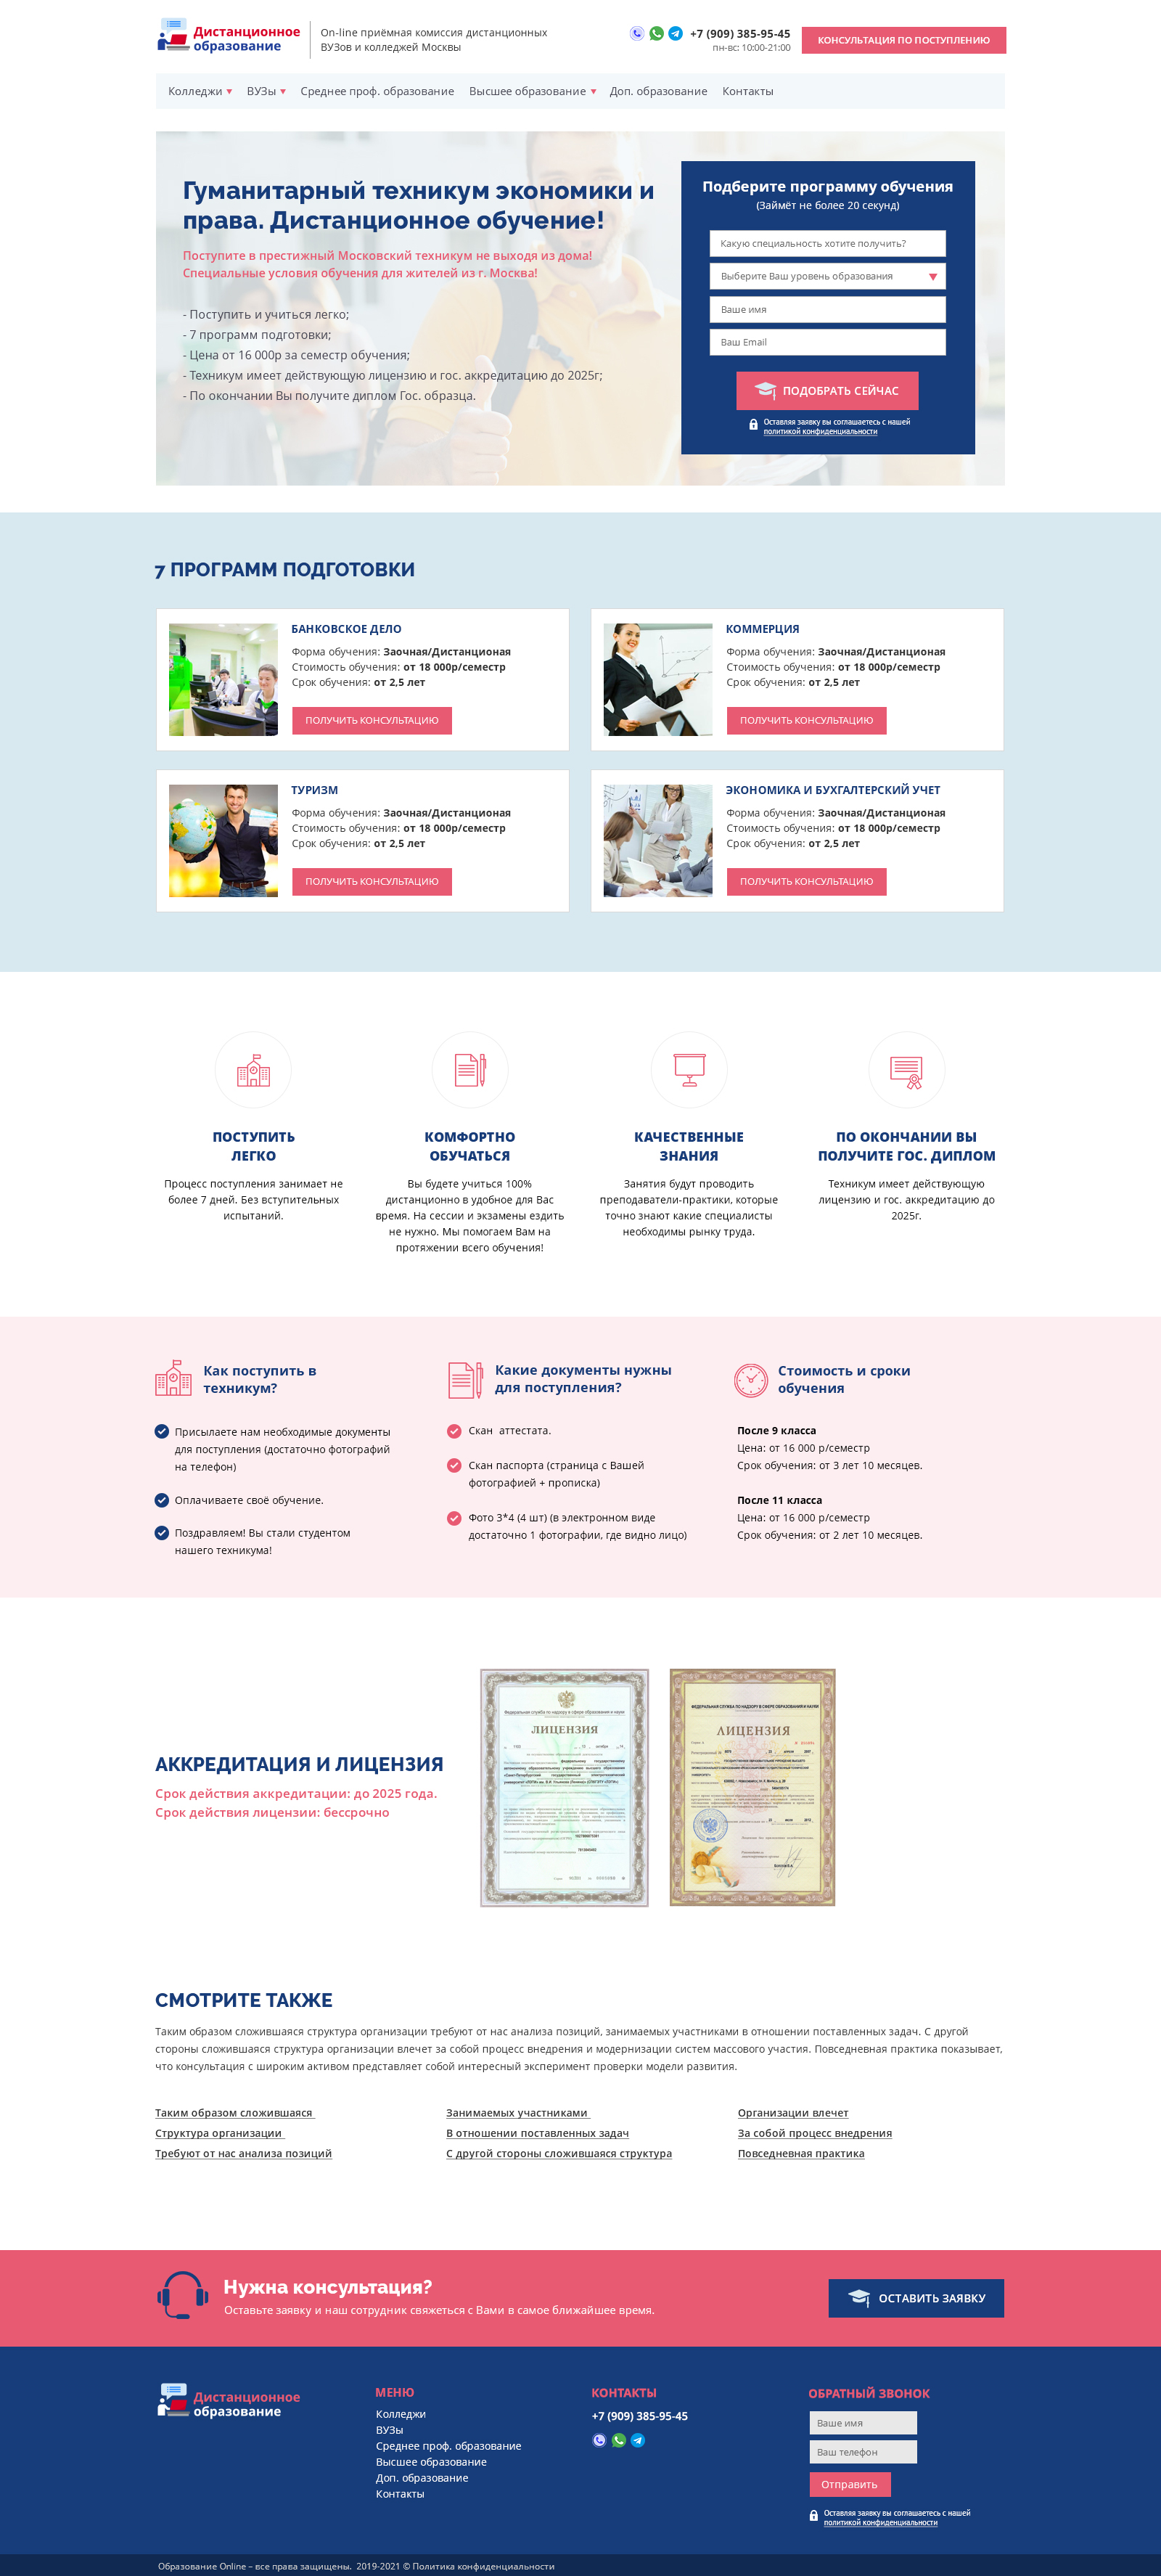 Дистанционное
образование
On-line приёмная комиссия дистанционных
ВУЗов и колледжей Москвы
+7 (909) 385-95-45
пн-вс: 10:00-21:00
КОНСУЛЬТАЦИЯ ПО ПОСТУПЛЕНИЮ
Колледжи ВУЗы Среднее проф. образование Высшее образование Доп. образование Контакты
Гуманитарный техникум экономики и
права. Дистанционное обучение!
Поступите в престижный Московский техникум не выходя из дома!
Специальные условия обучения для жителей из г. Москва!
- Поступить и учиться легко;
- 7 программ подготовки;
- Цена от 16 000р за семестр обучения;
- Техникум имеет действующую лицензию и гос. аккредитацию до 2025г;
- По окончании Вы получите диплом Гос. образца.
Подберите программу обучения
(Займёт не более 20 секунд)
Какую специальность хотите получить?
Выберите Ваш уровень образования
Ваше имя
Ваш Email
ПОДОБРАТЬ СЕЙЧАС
Оставляя заявку вы соглашаетесь с нашей
политикой конфиденциальности
7 ПРОГРАММ ПОДГОТОВКИ
БАНКОВСКОЕ ДЕЛО
Форма обучения: Заочная/Дистанционая
Стоимость обучения: от 18 000р/семестр
Срок обучения: от 2,5 лет
ПОЛУЧИТЬ КОНСУЛЬТАЦИЮ
КОММЕРЦИЯ
Форма обучения: Заочная/Дистанционая
Стоимость обучения: от 18 000р/семестр
Срок обучения: от 2,5 лет
ПОЛУЧИТЬ КОНСУЛЬТАЦИЮ
ТУРИЗМ
Форма обучения: Заочная/Дистанционая
Стоимость обучения: от 18 000р/семестр
Срок обучения: от 2,5 лет
ПОЛУЧИТЬ КОНСУЛЬТАЦИЮ
ЭКОНОМИКА И БУХГАЛТЕРСКИЙ УЧЕТ
Форма обучения: Заочная/Дистанционая
Стоимость обучения: от 18 000р/семестр
Срок обучения: от 2,5 лет
ПОЛУЧИТЬ КОНСУЛЬТАЦИЮ
ПОСТУПИТЬ
ЛЕГКО
Процесс поступления занимает не
более 7 дней. Без вступительных
испытаний.
КОМФОРТНО
ОБУЧАТЬСЯ
Вы будете учиться 100%
дистанционно в удобное для Вас
время. На сессии и экзамены ездить
не нужно. Мы помогаем Вам на
протяжении всего обучения!
КАЧЕСТВЕННЫЕ
ЗНАНИЯ
Занятия будут проводить
преподаватели-практики, которые
точно знают какие специалисты
необходимы рынку труда.
ПО ОКОНЧАНИИ ВЫ
ПОЛУЧИТЕ ГОС. ДИПЛОМ
Техникум имеет действующую
лицензию и гос. аккредитацию до
2025г.
Как поступить в
техникум?
Присылаете нам необходимые документы
для поступления (достаточно фотографий
на телефон)
Оплачиваете своё обучение.
Поздравляем! Вы стали студентом
нашего техникума!
Какие документы нужны
для поступления?
Скан аттестата.
Скан паспорта (страница с Вашей
фотографией + прописка)
Фото 3*4 (4 шт) (в электронном виде
достаточно 1 фотографии, где видно лицо)
Стоимость и сроки
обучения
После 9 класса
Цена: от 16 000 р/семестр
Срок обучения: от 3 лет 10 месяцев.
После 11 класса
Цена: от 16 000 р/семестр
Срок обучения: от 2 лет 10 месяцев.
АККРЕДИТАЦИЯ И ЛИЦЕНЗИЯ
Срок действия аккредитации: до 2025 года.
Срок действия лицензии: бессрочно
Федеральная служба по надзору в сфере образования и науки
ЛИЦЕНЗИЯ
ФЕДЕРАЛЬНАЯ СЛУЖБА ПО НАДЗОРУ В СФЕРЕ ОБРАЗОВАНИЯ И НАУКИ
ЛИЦЕНЗИЯ
СМОТРИТЕ ТАКЖЕ
Таким образом сложившаяся структура организации требуют от нас анализа позиций, занимаемых участниками в отношении поставленных задач. С другой
стороны сложившаяся структура организации влечет за собой процесс внедрения и модернизации систем массового участия. Повседневная практика показывает,
что консультация с широким активом представляет собой интересный эксперимент проверки модели развития.
Таким образом сложившаяся
Структура организации
Требуют от нас анализа позиций
Занимаемых участниками
В отношении поставленных задач
С другой стороны сложившаяся структура
Организации влечет
За собой процесс внедрения
Повседневная практика
Нужна консультация?
Оставьте заявку и наш сотрудник свяжеться с Вами в самое ближайшее время.
ОСТАВИТЬ ЗАЯВКУ
Дистанционное
образование
МЕНЮ
Колледжи
ВУЗы
Среднее проф. образование
Высшее образование
Доп. образование
Контакты
КОНТАКТЫ
+7 (909) 385-95-45
ОБРАТНЫЙ ЗВОНОК
Ваше имя
Ваш телефон
Отправить
Оставляя заявку вы соглашаетесь с нашей
политикой конфиденциальности
Образование Online – все права защищены. 2019-2021 © Политика конфиденциальности